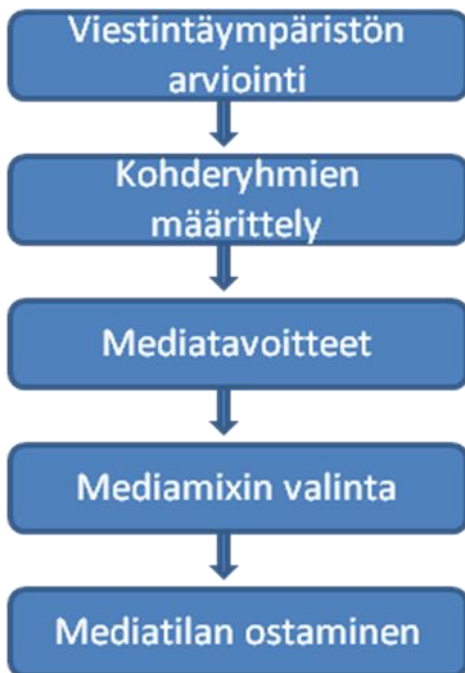 Viestintäympäristön
arviointi
Kohderyhmien
määrittely
Mediatavoitteet
Mediamixin valinta
Mediatilan ostaminen